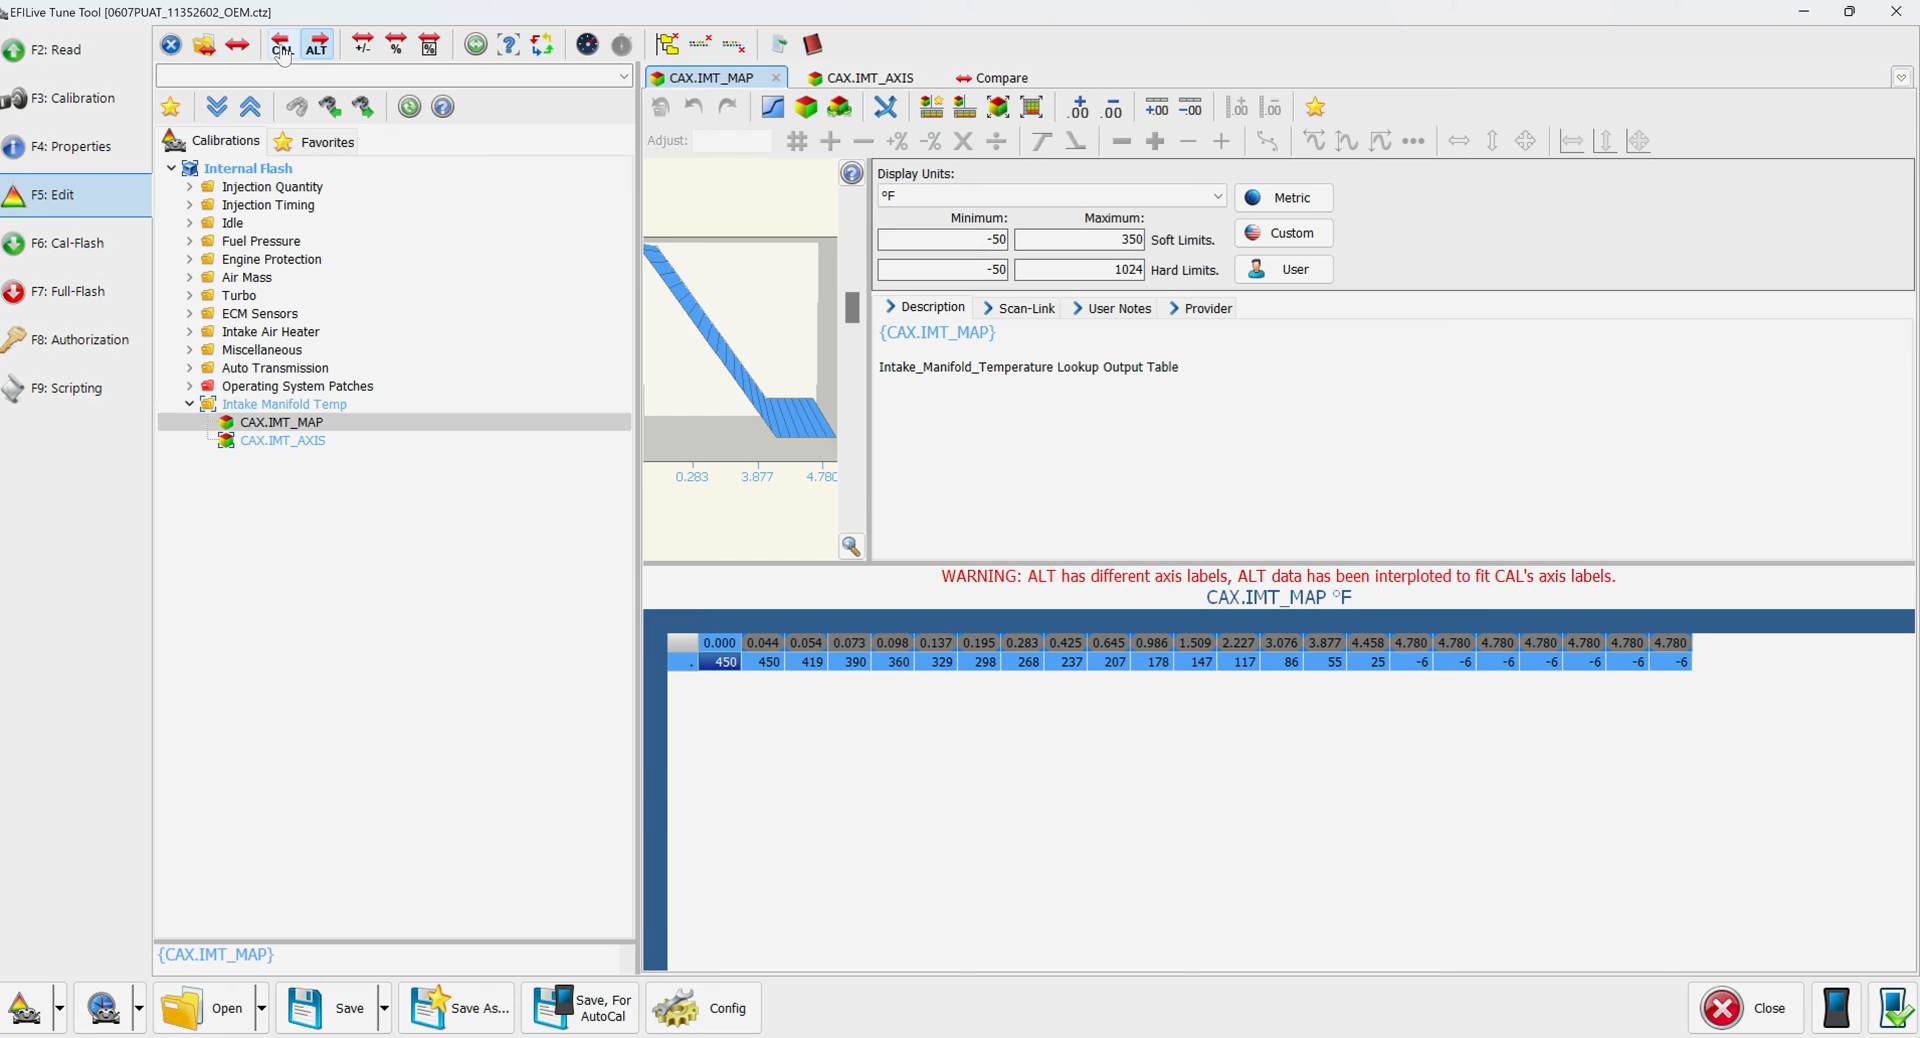 EFILive Tune Tool [0607PUAT_11352602_OEM.ctz]
F2: Read
F3: Calibration
F4: Properties
F5: Edit
F6: Cal-Flash
F7: Full-Flash
F8: Authorization
F9: Scripting
ALT
+/-
%
%
Calibrations
Favorites
Internal Flash
Injection Quantity
Injection Timing
Idle
Fuel Pressure
Engine Protection
Air Mass
Turbo
ECM Sensors
Intake Air Heater
Miscellaneous
Auto Transmission
Operating System Patches
Intake Manifold Temp
CAX.IMT_MAP
CAX.IMT_AXIS
{CAX.IMT_MAP}
CAX.IMT_MAP
CAX.IMT_AXIS
Compare
.00 .00 +00 -00 .00 .00
Adjust:
+% -%
0.283 3.877 4.780
Display Units:
°F
Minimum: Maximum:
-50 350 Soft Limits.
-50 1024 Hard Limits.
Metric
Custom
User
Description
Scan-Link
User Notes
Provider
{CAX.IMT_MAP}
Intake_Manifold_Temperature Lookup Output Table
WARNING: ALT has different axis labels, ALT data has been interploted to fit CAL's axis labels.
CAX.IMT_MAP °F
0.000 0.044 0.054 0.073 0.098 0.137 0.195 0.283 0.425 0.645 0.986 1.509 2.227 3.076 3.877 4.458 4.780 4.780 4.780 4.780 4.780 4.780 4.780
. 450 450 419 390 360 329 298 268 237 207 178 147 117 86 55 25 -6 -6 -6 -6 -6 -6 -6
Open
Save
Save As...
Save, For
AutoCal
Config
Close